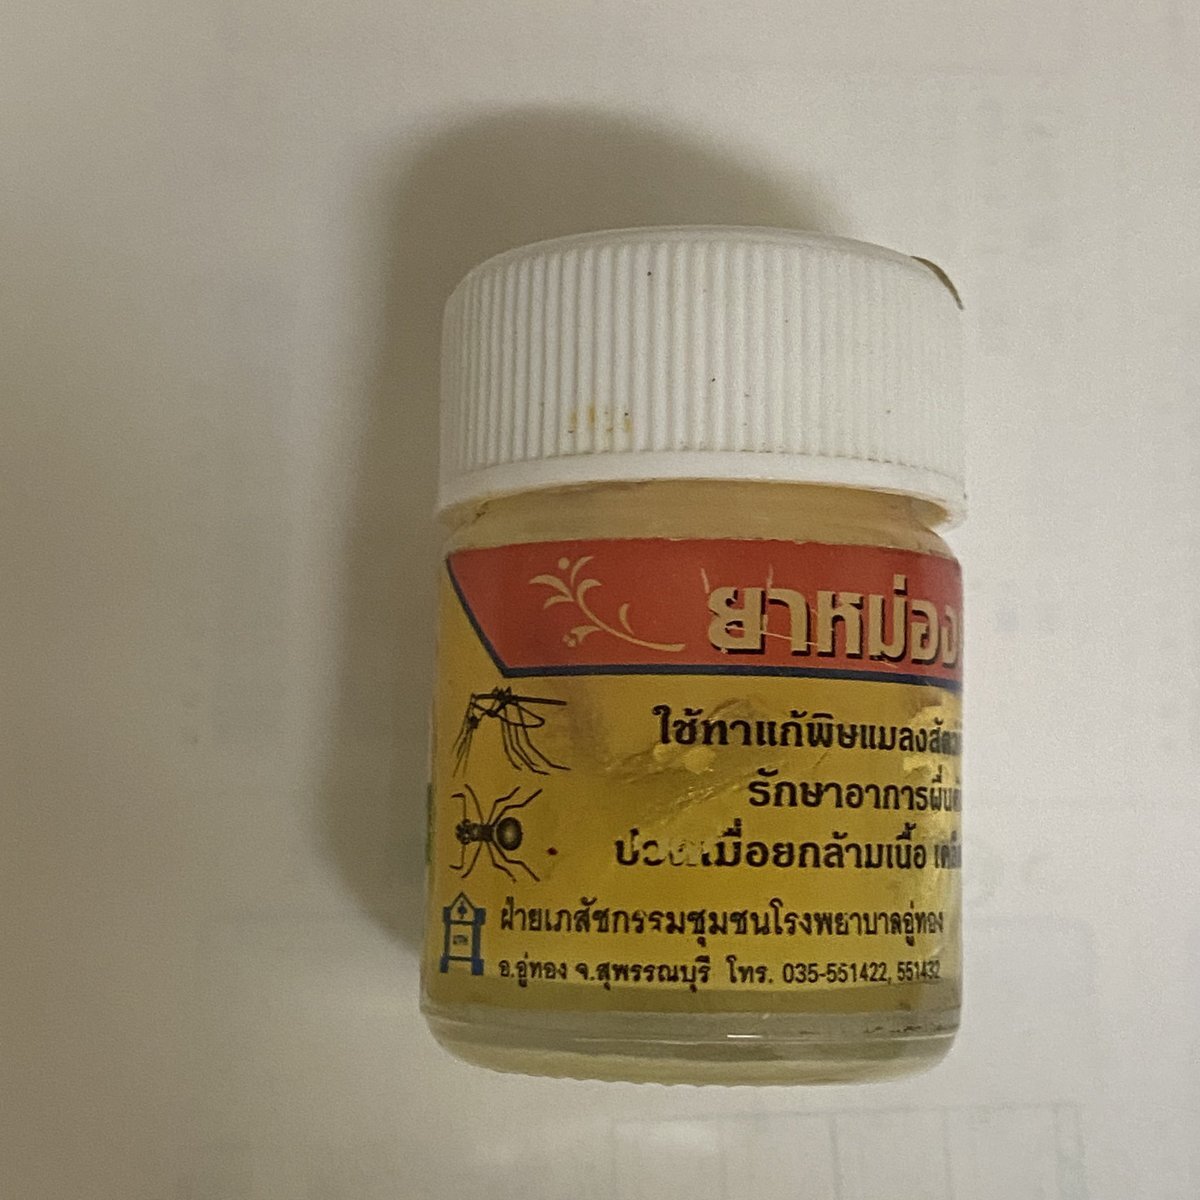 ยาหม่อง
ใช้ทาแก้พิษแมลงสัตว์
รักษาอาการผื่น
ปวดเมื่อยกล้ามเนื้อ
ฝ่ายเภสัชกรรมชุมชนโรงพยาบาลอู่ทอง
อ.อู่ทอง จ.สุพรรณบุรี โทร. 035-551422, 551432